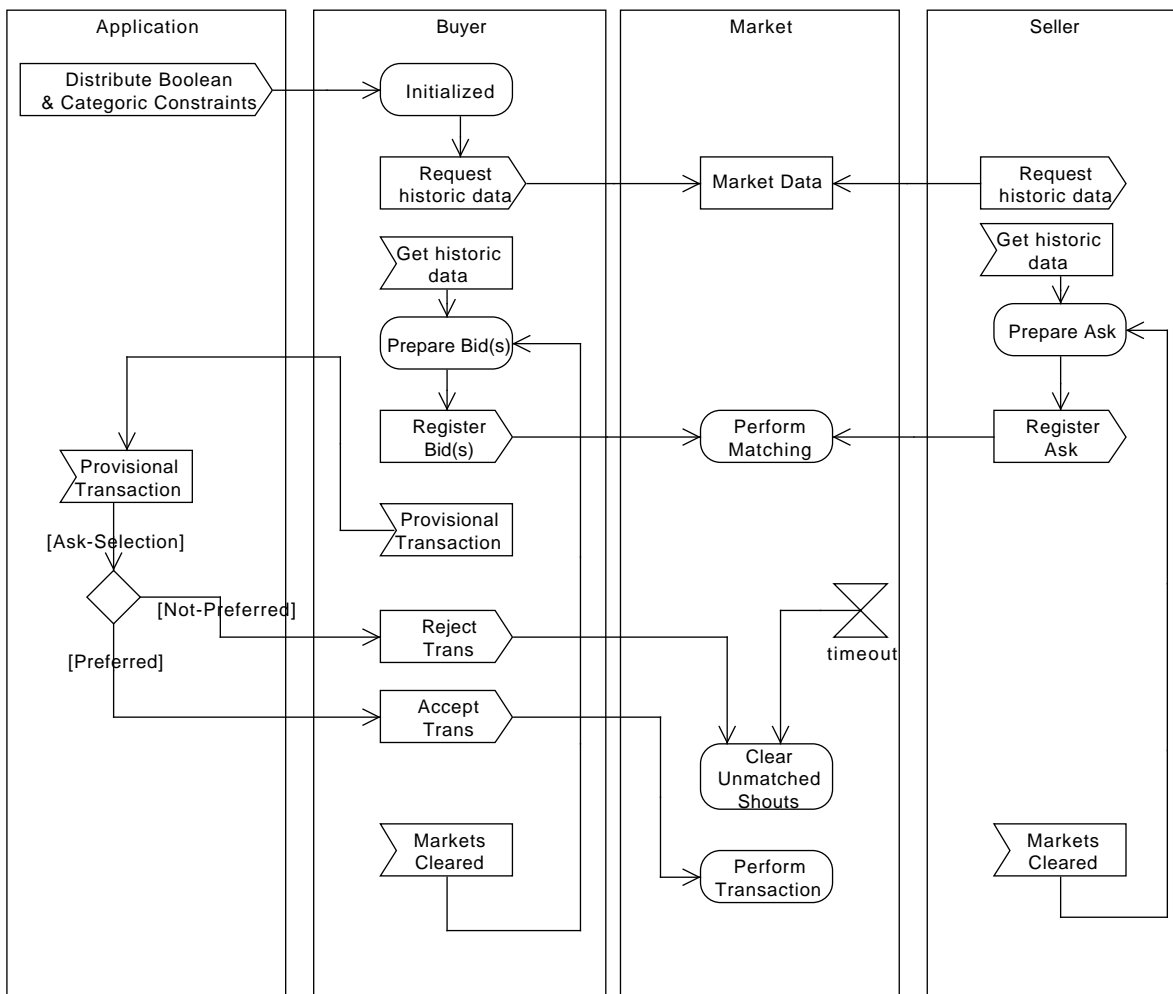 Application
Buyer
Market
Seller
Distribute Boolean
& Categoric Constraints
Initialized
Request
historic data
Market Data
Request
historic data
Get historic
data
Get historic
data
Prepare Bid(s)
Prepare Ask
Register
Bid(s)
Perform
Matching
Register
Ask
Provisional
Transaction
Provisional
Transaction
[Ask-Selection]
[Not-Preferred]
Reject
Trans
timeout
[Preferred]
Accept
Trans
Clear
Unmatched
Shouts
Markets
Cleared
Perform
Transaction
Markets
Cleared